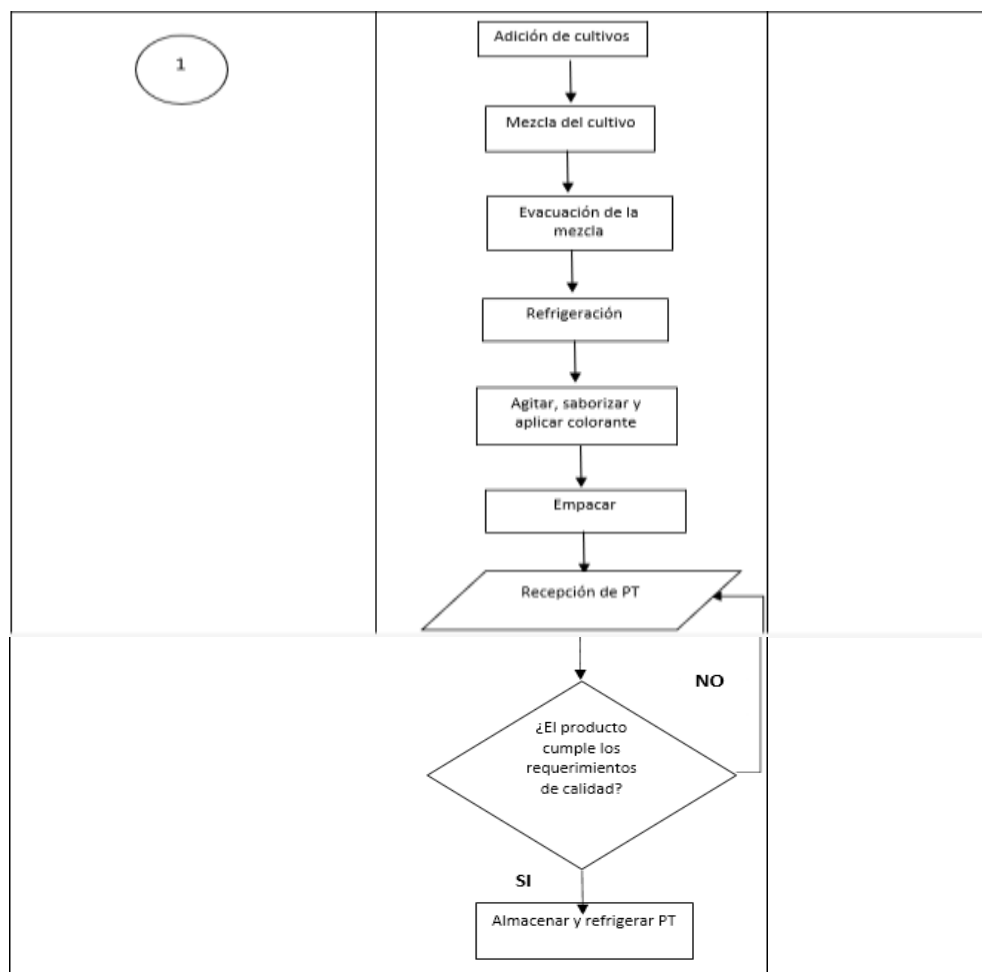 1
Adición de cultivos
Mezcla del cultivo
Evacuación de la
mezcla
Refrigeración
Agitar, saborizar y
aplicar colorante
Empacar
Recepción de PT
NO
¿El producto
cumple los
requerimientos
de calidad?
SI
Almacenar y refrigerar PT